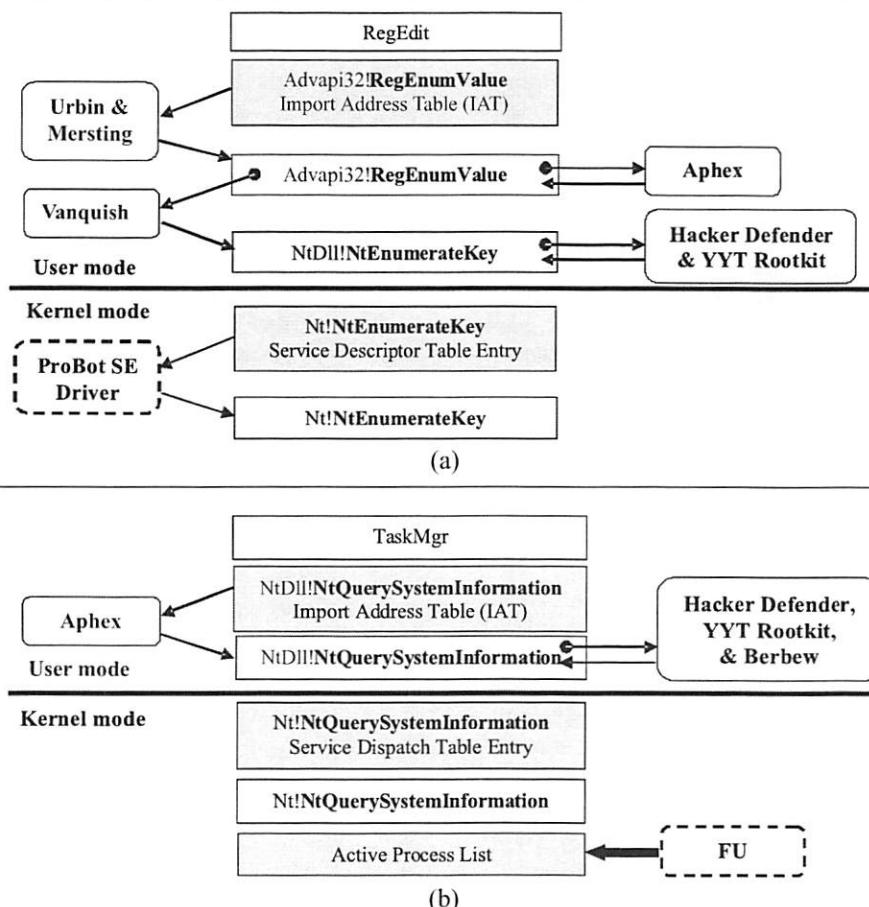 RegEdit
Advapi32!RegEnumValue
Import Address Table (IAT)
Urbin &
Mersting
Advapi32!RegEnumValue
Aphex
Vanquish
NtDll!NtEnumerateKey
Hacker Defender
& YYT Rootkit
User mode
Kernel mode
Nt!NtEnumerateKey
Service Descriptor Table Entry
ProBot SE
Driver
Nt!NtEnumerateKey
(a)
TaskMgr
NtDll!NtQuerySystemInformation
Import Address Table (IAT)
Aphex
Hacker Defender,
YYT Rootkit,
& Berbew
NtDll!NtQuerySystemInformation
User mode
Kernel mode
Nt!NtQuerySystemInformation
Service Dispatch Table Entry
Nt!NtQuerySystemInformation
Active Process List
FU
(b)